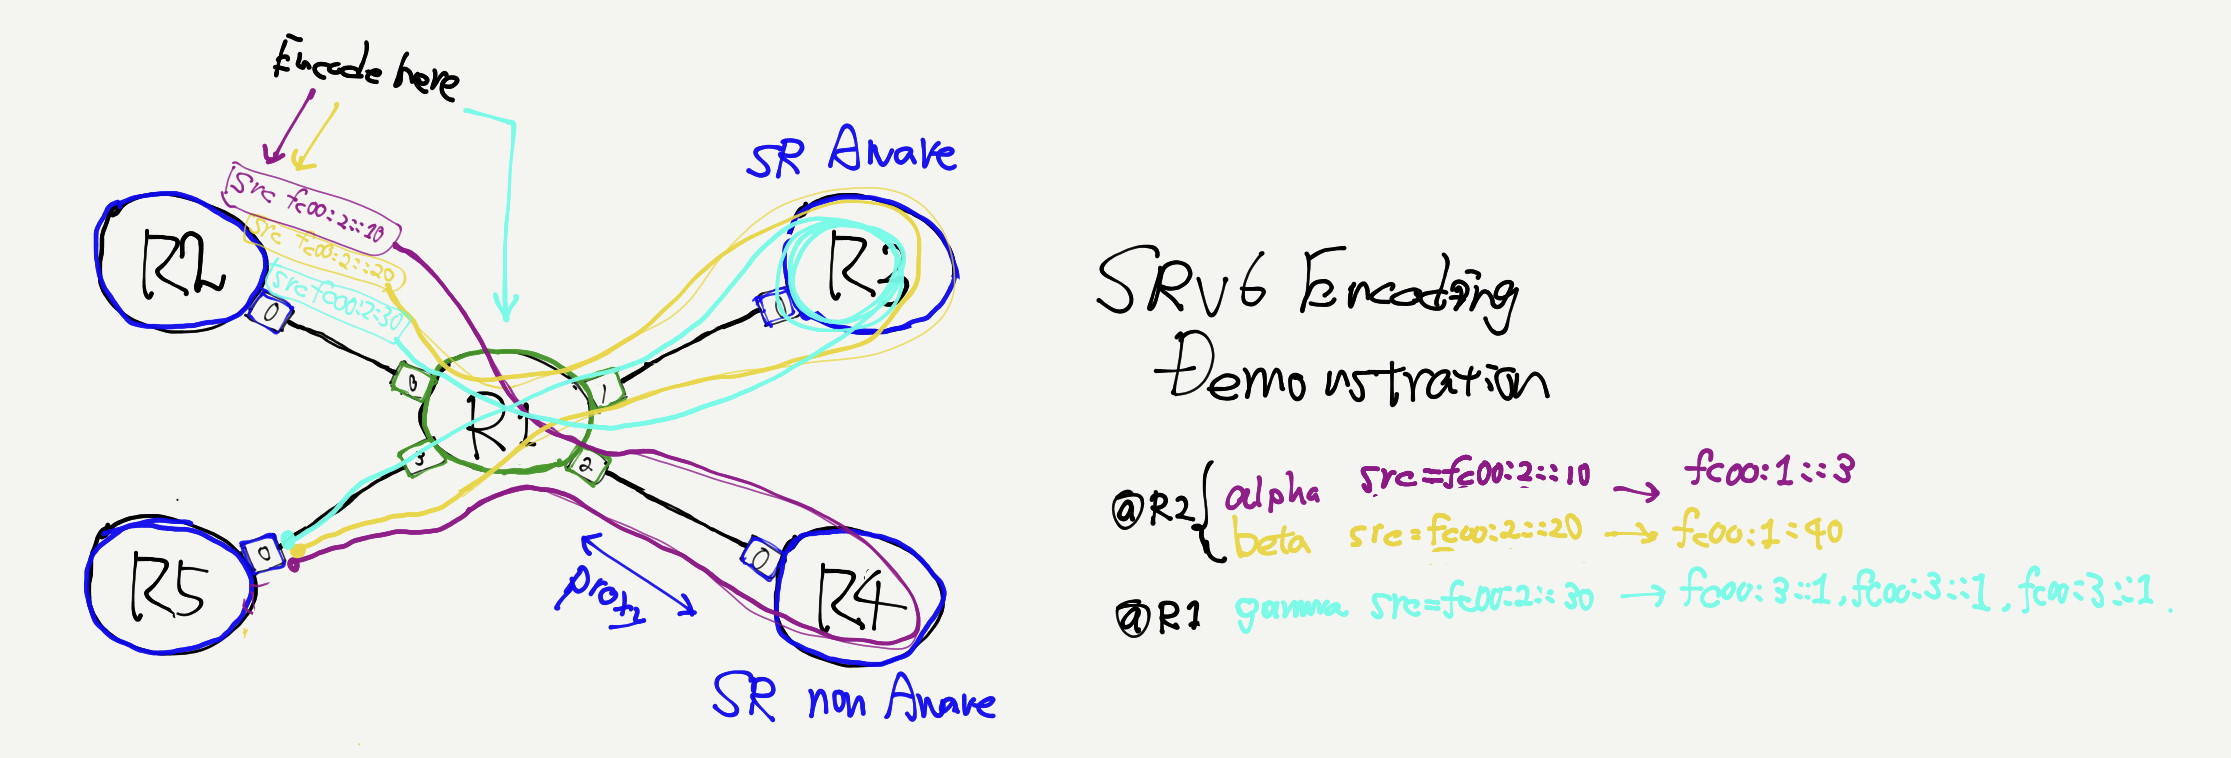 Encode here
SR Aware
src fc00:2::10
src fc00:2::20
src fc00:2::30
R2
0
R3
0
SRv6 Encoding
Demonstration
0
1
R1
3
2
@R2 { alpha src=fc00:2::10 → fc00:1::3
beta src=fc00:2::20 → fc00:1::40
@R1 gamma src=fc00:2::30 → fc00:3::1, fc00:3::1, fc00:3::1.
R5
0
0
R4
SR non Aware